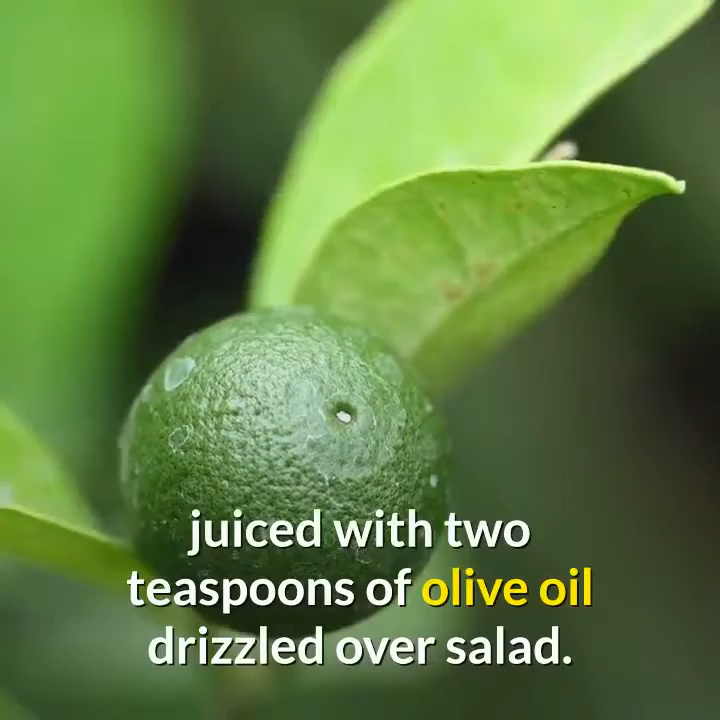 juiced with two
teaspoons of olive oil
drizzled over salad.